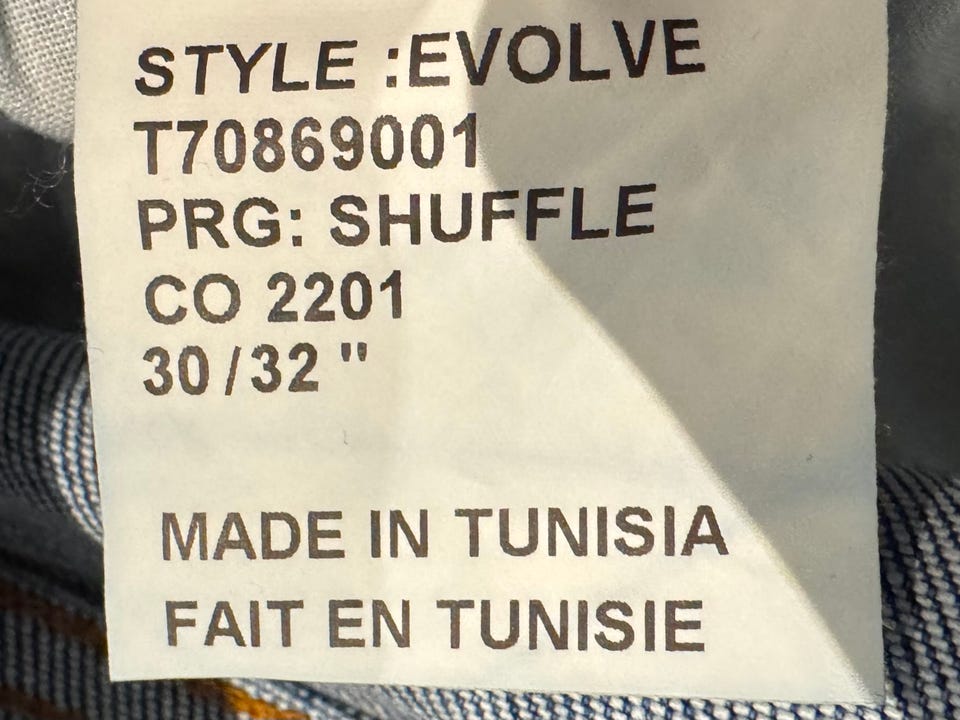 STYLE :EVOLVE
T70869001
PRG: SHUFFLE
CO 2201
30/32 "
MADE IN TUNISIA
FAIT EN TUNISIE